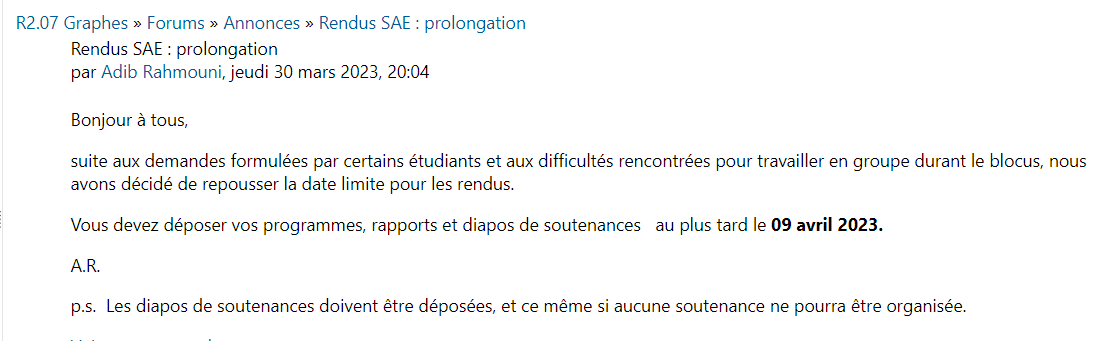 R2.07 Graphes » Forums » Annonces » Rendus SAE : prolongation
Rendus SAE : prolongation
par Adib Rahmouni, jeudi 30 mars 2023, 20:04
Bonjour à tous,
suite aux demandes formulées par certains étudiants et aux difficultés rencontrées pour travailler en groupe durant le blocus, nous
avons décidé de repousser la date limite pour les rendus.
Vous devez déposer vos programmes, rapports et diapos de soutenances au plus tard le 09 avril 2023.
A.R.
p.s. Les diapos de soutenances doivent être déposées, et ce même si aucune soutenance ne pourra être organisée.